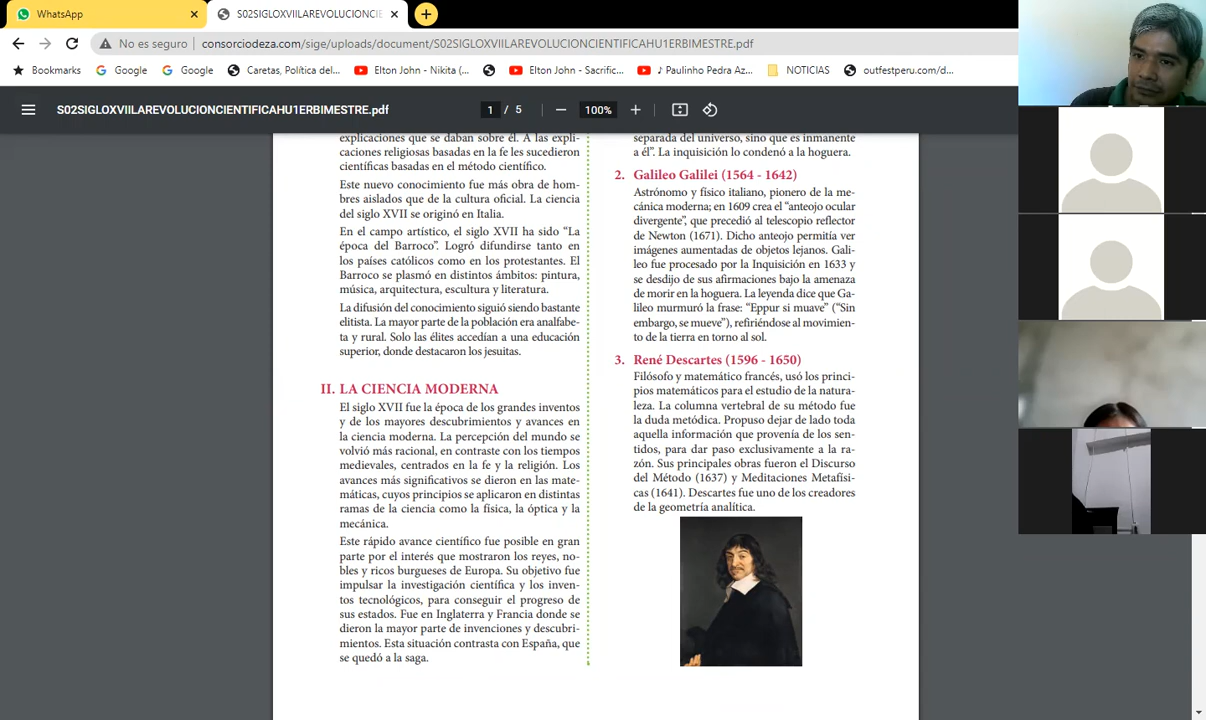 WhatsApp
S02SIGLOXVIILAREVOLUCIONCIE
No es seguro
consorciodeza.com/sige/uploads/document/S02SIGLOXVIILAREVOLUCIONCIENTIFICAHU1ERBIMESTRE.pdf
Bookmarks
Google
Google
Caretas, Política del...
Elton John - Nikita (...
Elton John - Sacrific...
♪ Paulinho Pedra Az...
NOTICIAS
outfestperu.com/d...
S02SIGLOXVIILAREVOLUCIONCIENTIFICAHU1ERBIMESTRE.pdf
1 / 5
100%
explicaciones que se daban sobre él. A las expli-
caciones religiosas basadas en la fe les sucedieron
científicas basadas en el método científico.
Este nuevo conocimiento fue más obra de hom-
bres aislados que de la cultura oficial. La ciencia
del siglo XVII se originó en Italia.
En el campo artístico, el siglo XVII ha sido “La
época del Barroco”. Logró difundirse tanto en
los países católicos como en los protestantes. El
Barroco se plasmó en distintos ámbitos: pintura,
música, arquitectura, escultura y literatura.
La difusión del conocimiento siguió siendo bastante
elitista. La mayor parte de la población era analfabe-
ta y rural. Solo las élites accedían a una educación
superior, donde destacaron los jesuitas.
II. LA CIENCIA MODERNA
El siglo XVII fue la época de los grandes inventos
y de los mayores descubrimientos y avances en
la ciencia moderna. La percepción del mundo se
volvió más racional, en contraste con los tiempos
medievales, centrados en la fe y la religión. Los
avances más significativos se dieron en las mate-
máticas, cuyos principios se aplicaron en distintas
ramas de la ciencia como la física, la óptica y la
mecánica.
Este rápido avance científico fue posible en gran
parte por el interés que mostraron los reyes, no-
bles y ricos burgueses de Europa. Su objetivo fue
impulsar la investigación científica y los inven-
tos tecnológicos, para conseguir el progreso de
sus estados. Fue en Inglaterra y Francia donde se
dieron la mayor parte de invenciones y descubri-
mientos. Esta situación contrasta con España, que
se quedó a la saga.
separada del universo, sino que es inmanente
a él”. La inquisición lo condenó a la hoguera.
2. Galileo Galilei (1564 - 1642)
Astrónomo y físico italiano, pionero de la me-
cánica moderna; en 1609 crea el “anteojo ocular
divergente”, que precedió al telescopio reflector
de Newton (1671). Dicho anteojo permitía ver
imágenes aumentadas de objetos lejanos. Gali-
leo fue procesado por la Inquisición en 1633 y
se desdijo de sus afirmaciones bajo la amenaza
de morir en la hoguera. La leyenda dice que Ga-
lileo murmuró la frase: “Eppur si muave” (“Sin
embargo, se mueve”), refiriéndose al movimien-
to de la tierra en torno al sol.
3. René Descartes (1596 - 1650)
Filósofo y matemático francés, usó los princi-
pios matemáticos para el estudio de la natura-
leza. La columna vertebral de su método fue
la duda metódica. Propuso dejar de lado toda
aquella información que provenía de los sen-
tidos, para dar paso exclusivamente a la ra-
zón. Sus principales obras fueron el Discurso
del Método (1637) y Meditaciones Metafísi-
cas (1641). Descartes fue uno de los creadores
de la geometría analítica.